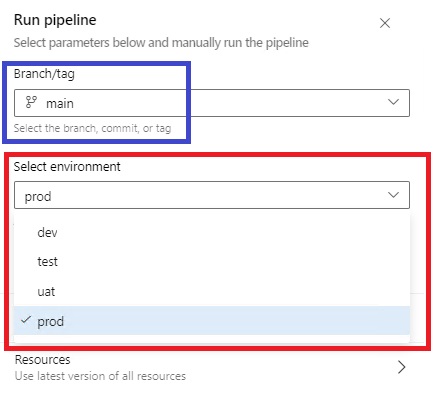 Run pipeline
Select parameters below and manually run the pipeline
Branch/tag
main
Select the branch, commit, or tag
Select environment
prod
dev
test
uat
prod
Resources
Use latest version of all resources